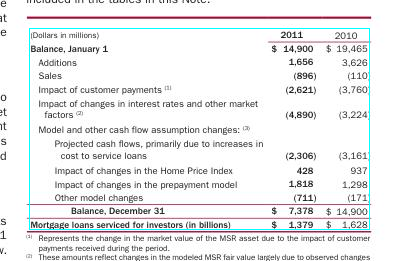 included in the tables in this Note.
(Dollars in millions) 2011 2010
Balance, January 1 $ 14,900 $ 19,465
Additions 1,656 3,626
Sales (896) (110)
Impact of customer payments (1) (2,621) (3,760)
Impact of changes in interest rates and other market
factors (2) (4,890) (3,224)
Model and other cash flow assumption changes: (3)
Projected cash flows, primarily due to increases in
cost to service loans (2,306) (3,161)
Impact of changes in the Home Price Index 428 937
Impact of changes in the prepayment model 1,818 1,298
Other model changes (711) (171)
Balance, December 31 $ 7,378 $ 14,900
Mortgage loans serviced for investors (in billions) $ 1,379 $ 1,628
(1) Represents the change in the market value of the MSR asset due to the impact of customer
payments received during the period.
(2) These amounts reflect changes in the modeled MSR fair value largely due to observed changes